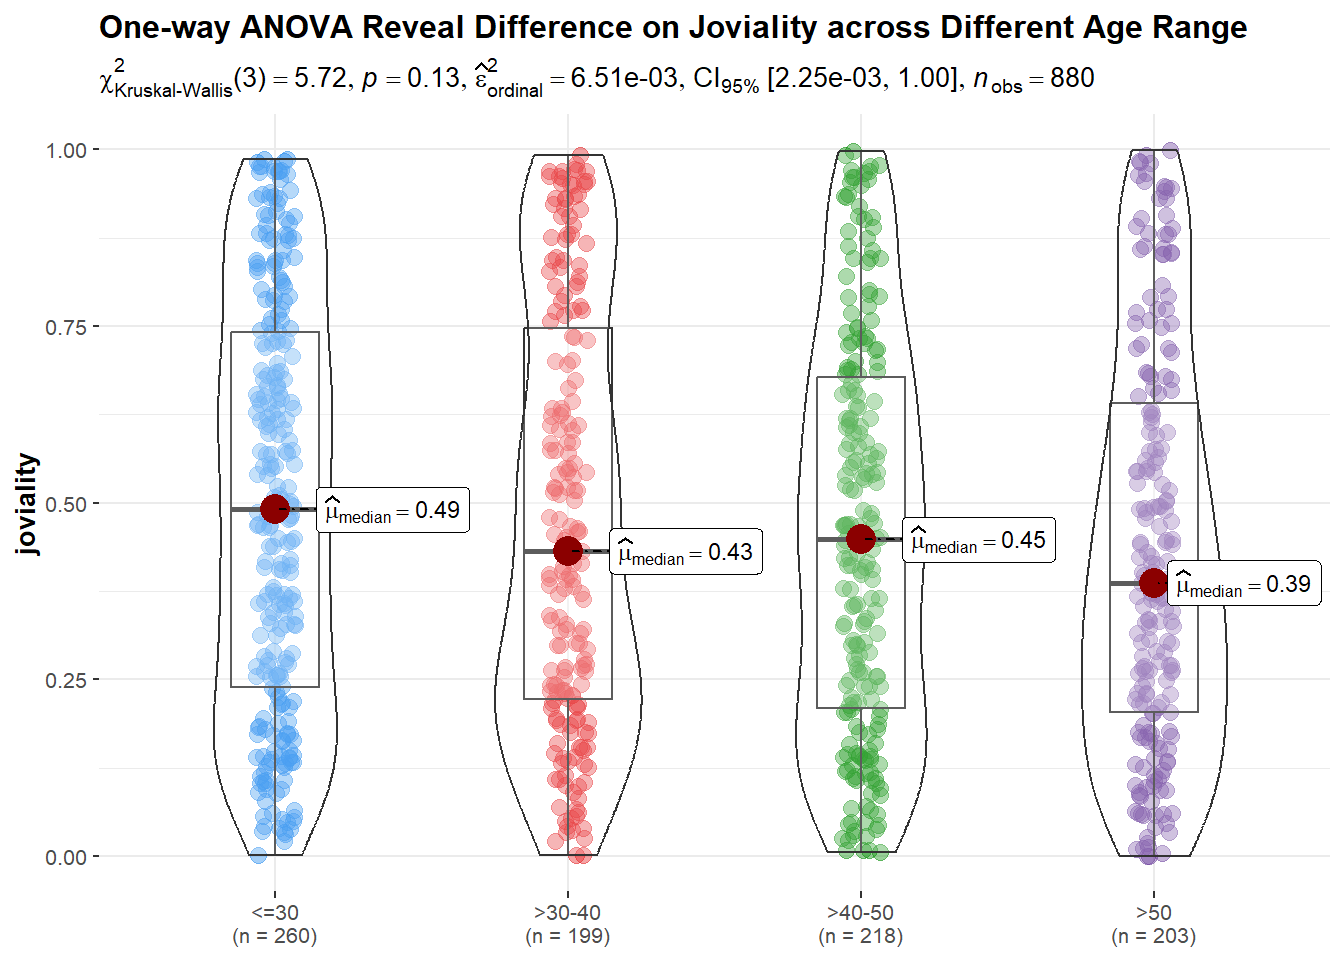 One-way ANOVA Reveal Difference on Joviality across Different Age Range
χ²Kruskal-Wallis(3) = 5.72, p = 0.13, ε̂²ordinal = 6.51e-03, CI95% [2.25e-03, 1.00], nobs = 880
1.00
0.75
0.50
0.25
0.00
joviality
μ̂median = 0.49
μ̂median = 0.43
μ̂median = 0.45
μ̂median = 0.39
<=30
(n = 260)
>30-40
(n = 199)
>40-50
(n = 218)
>50
(n = 203)